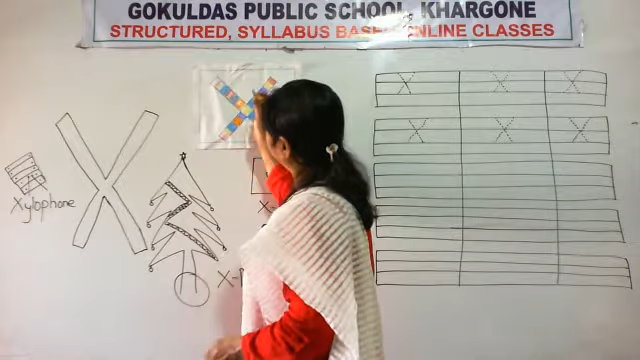 GOKULDAS PUBLIC SCHOOL, KHARGONE
STRUCTURED, SYLLABUS BASED ONLINE CLASSES
X
X X X
X X X
X
Xylophone
X-
X-